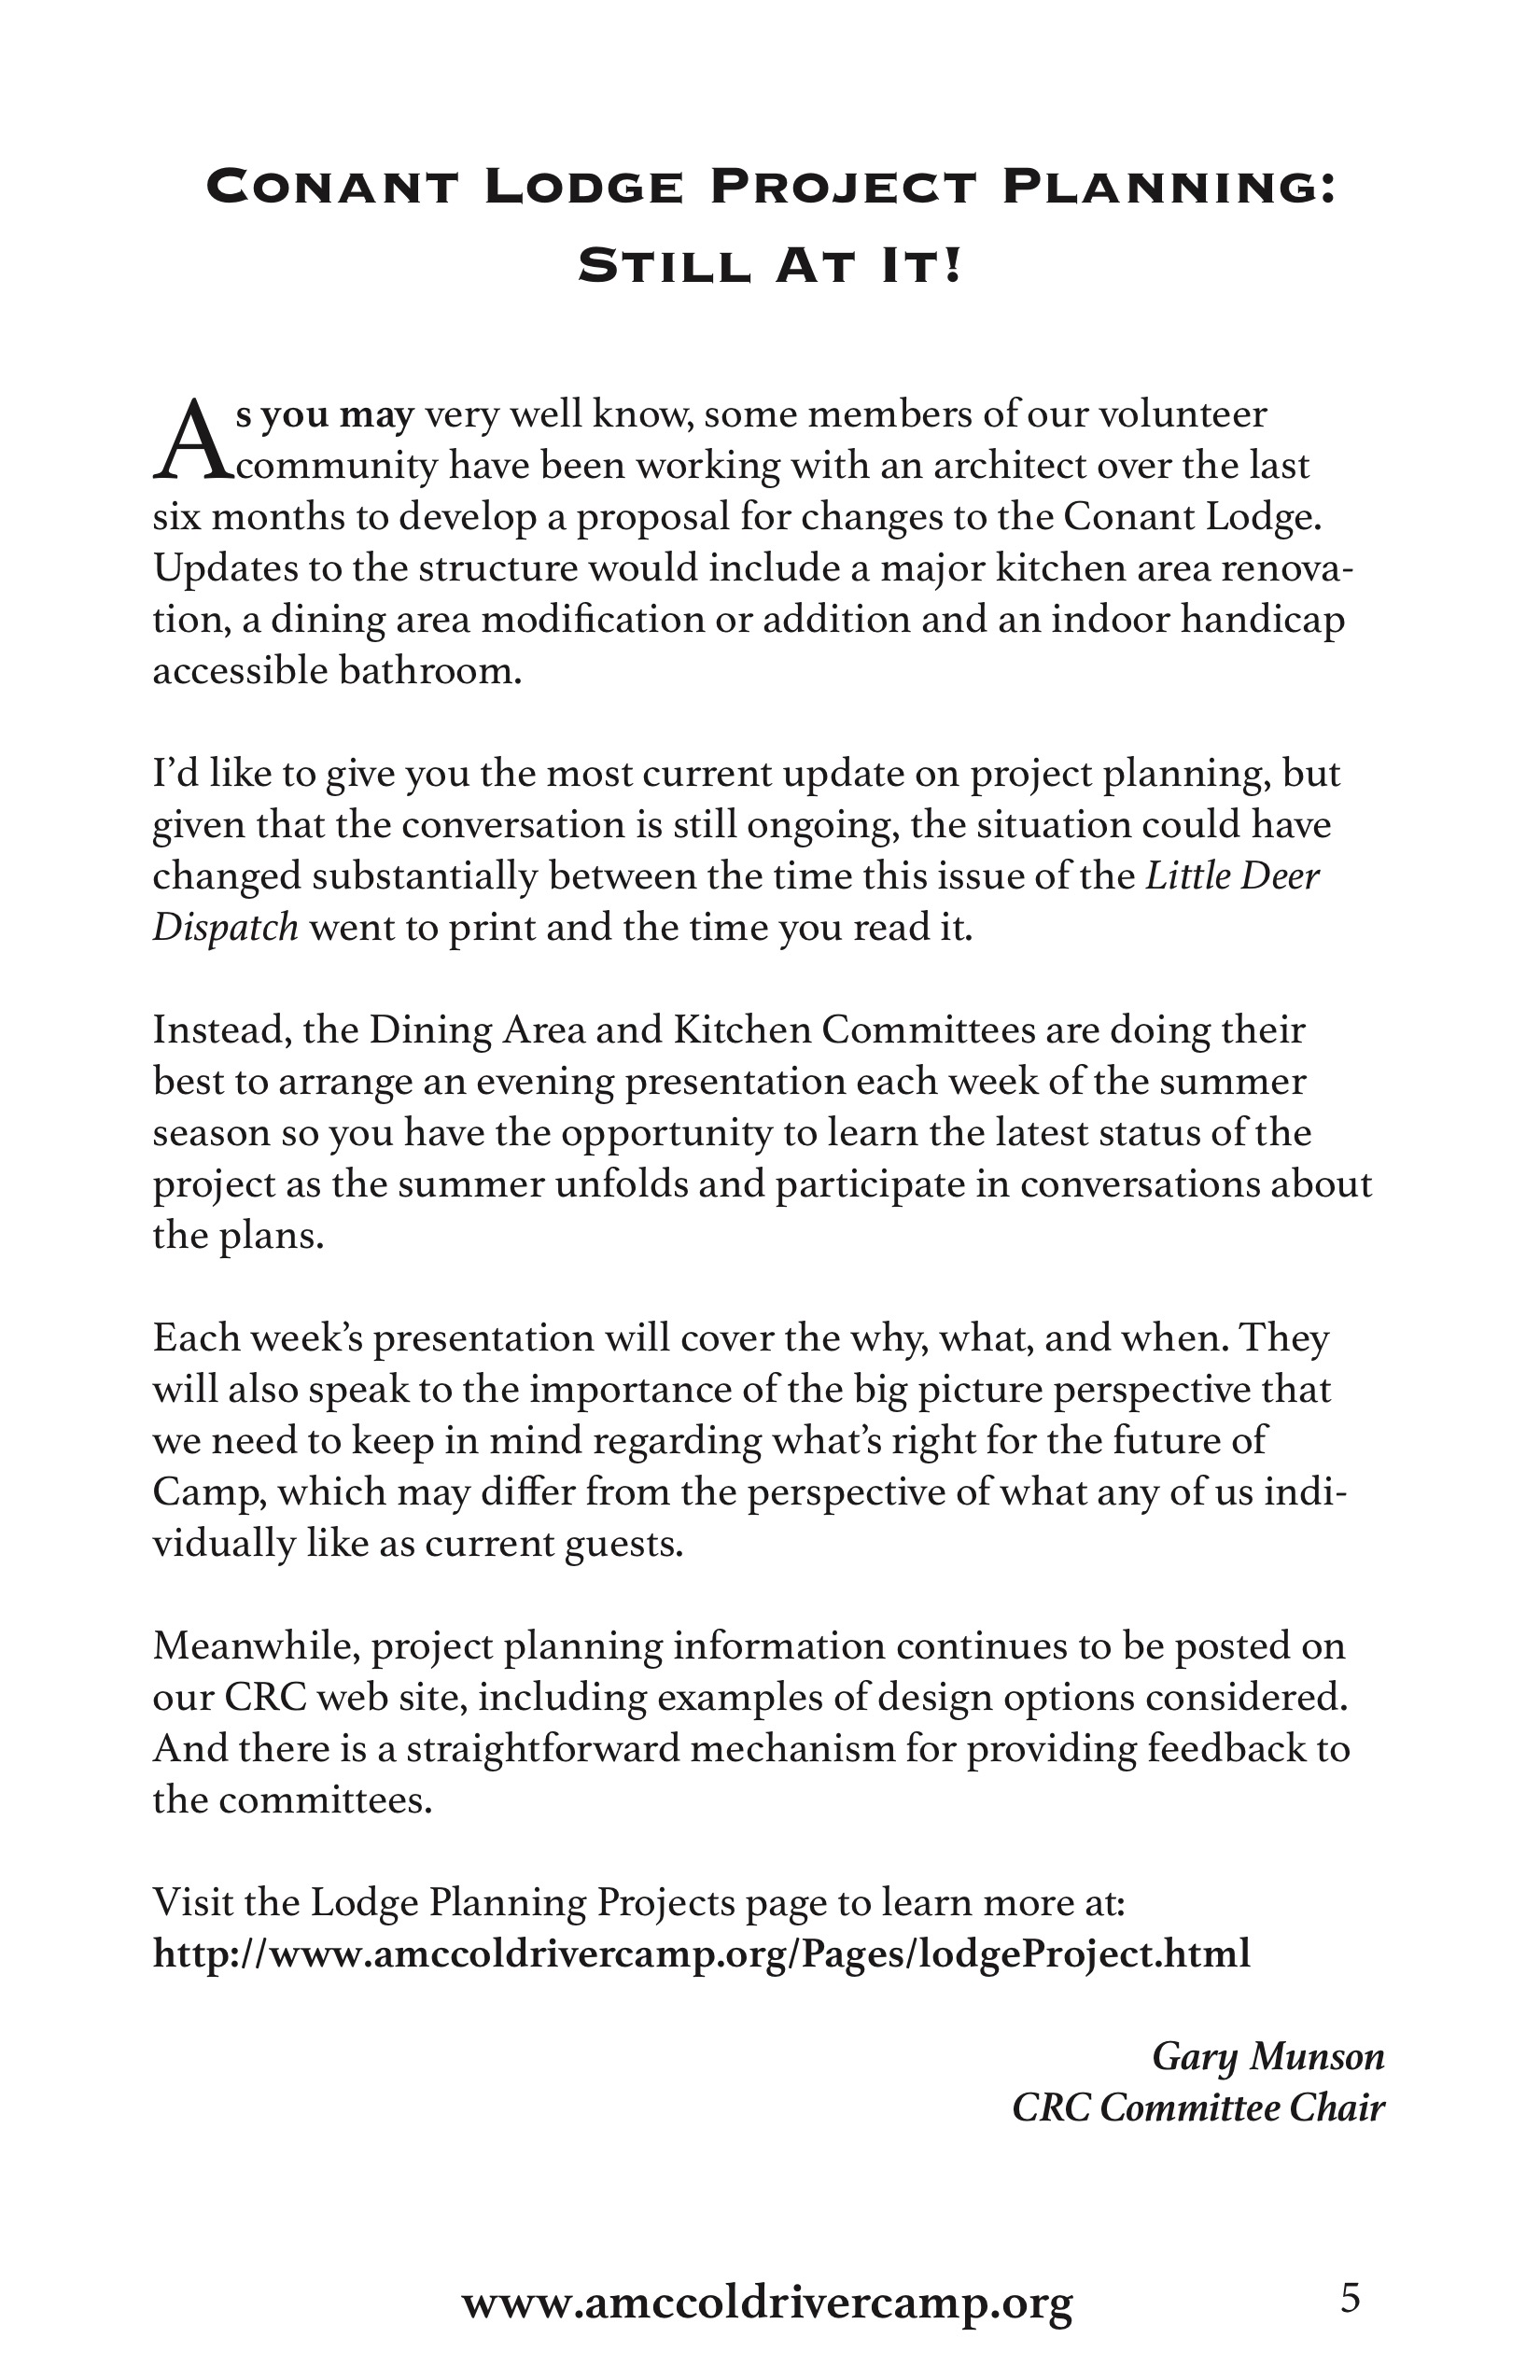 Conant Lodge Project Planning:
Still At It!
As you may very well know, some members of our volunteer
community have been working with an architect over the last
six months to develop a proposal for changes to the Conant Lodge.
Updates to the structure would include a major kitchen area renova-
tion, a dining area modification or addition and an indoor handicap
accessible bathroom.
I’d like to give you the most current update on project planning, but
given that the conversation is still ongoing, the situation could have
changed substantially between the time this issue of the Little Deer
Dispatch went to print and the time you read it.
Instead, the Dining Area and Kitchen Committees are doing their
best to arrange an evening presentation each week of the summer
season so you have the opportunity to learn the latest status of the
project as the summer unfolds and participate in conversations about
the plans.
Each week’s presentation will cover the why, what, and when. They
will also speak to the importance of the big picture perspective that
we need to keep in mind regarding what’s right for the future of
Camp, which may differ from the perspective of what any of us indi-
vidually like as current guests.
Meanwhile, project planning information continues to be posted on
our CRC web site, including examples of design options considered.
And there is a straightforward mechanism for providing feedback to
the committees.
Visit the Lodge Planning Projects page to learn more at:
http://www.amccoldrivercamp.org/Pages/lodgeProject.html
Gary Munson
CRC Committee Chair
www.amccoldrivercamp.org 5